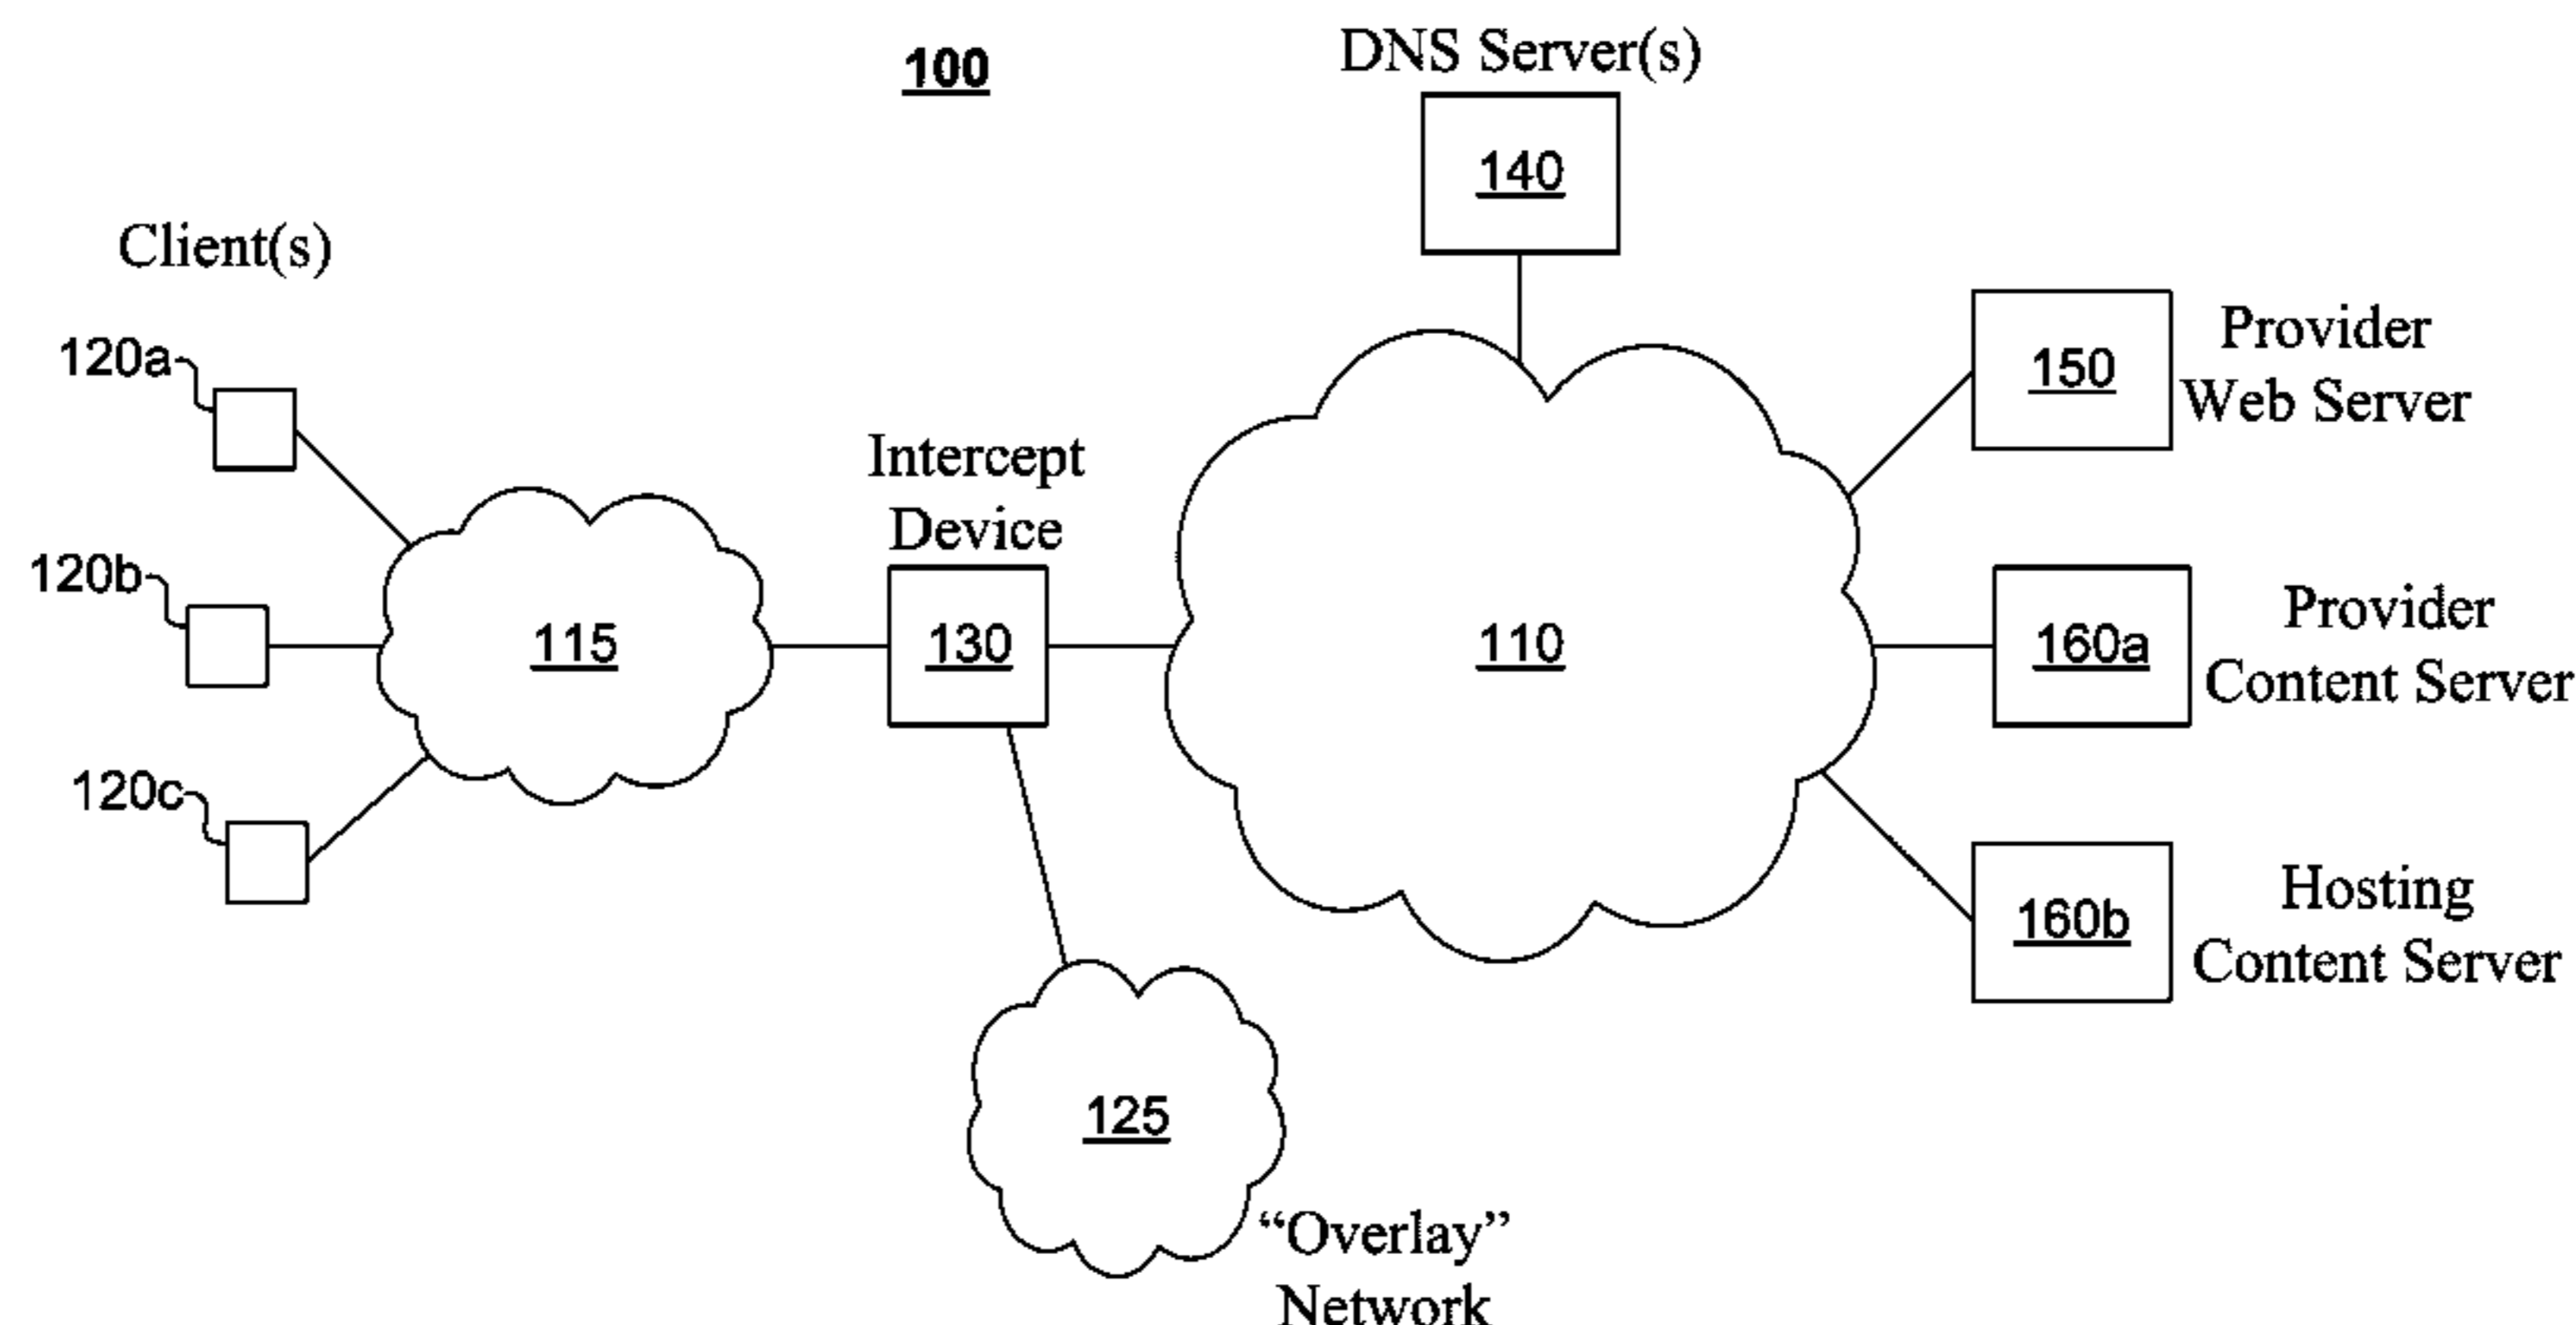 100
DNS Server(s)
140
Client(s)
120a
120b
120c
115
Intercept
Device
130
110
150
Provider
Web Server
160a
Provider
Content Server
160b
Hosting
Content Server
125
“Overlay”
Network